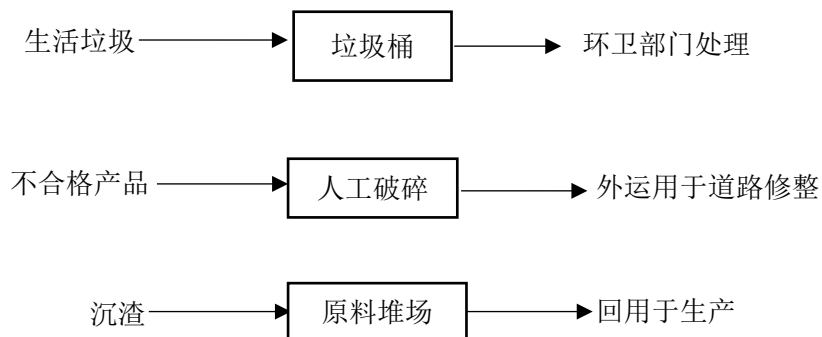 生活垃圾 垃圾桶 环卫部门处理
不合格产品 人工破碎 外运用于道路修整
沉渣 原料堆场 回用于生产